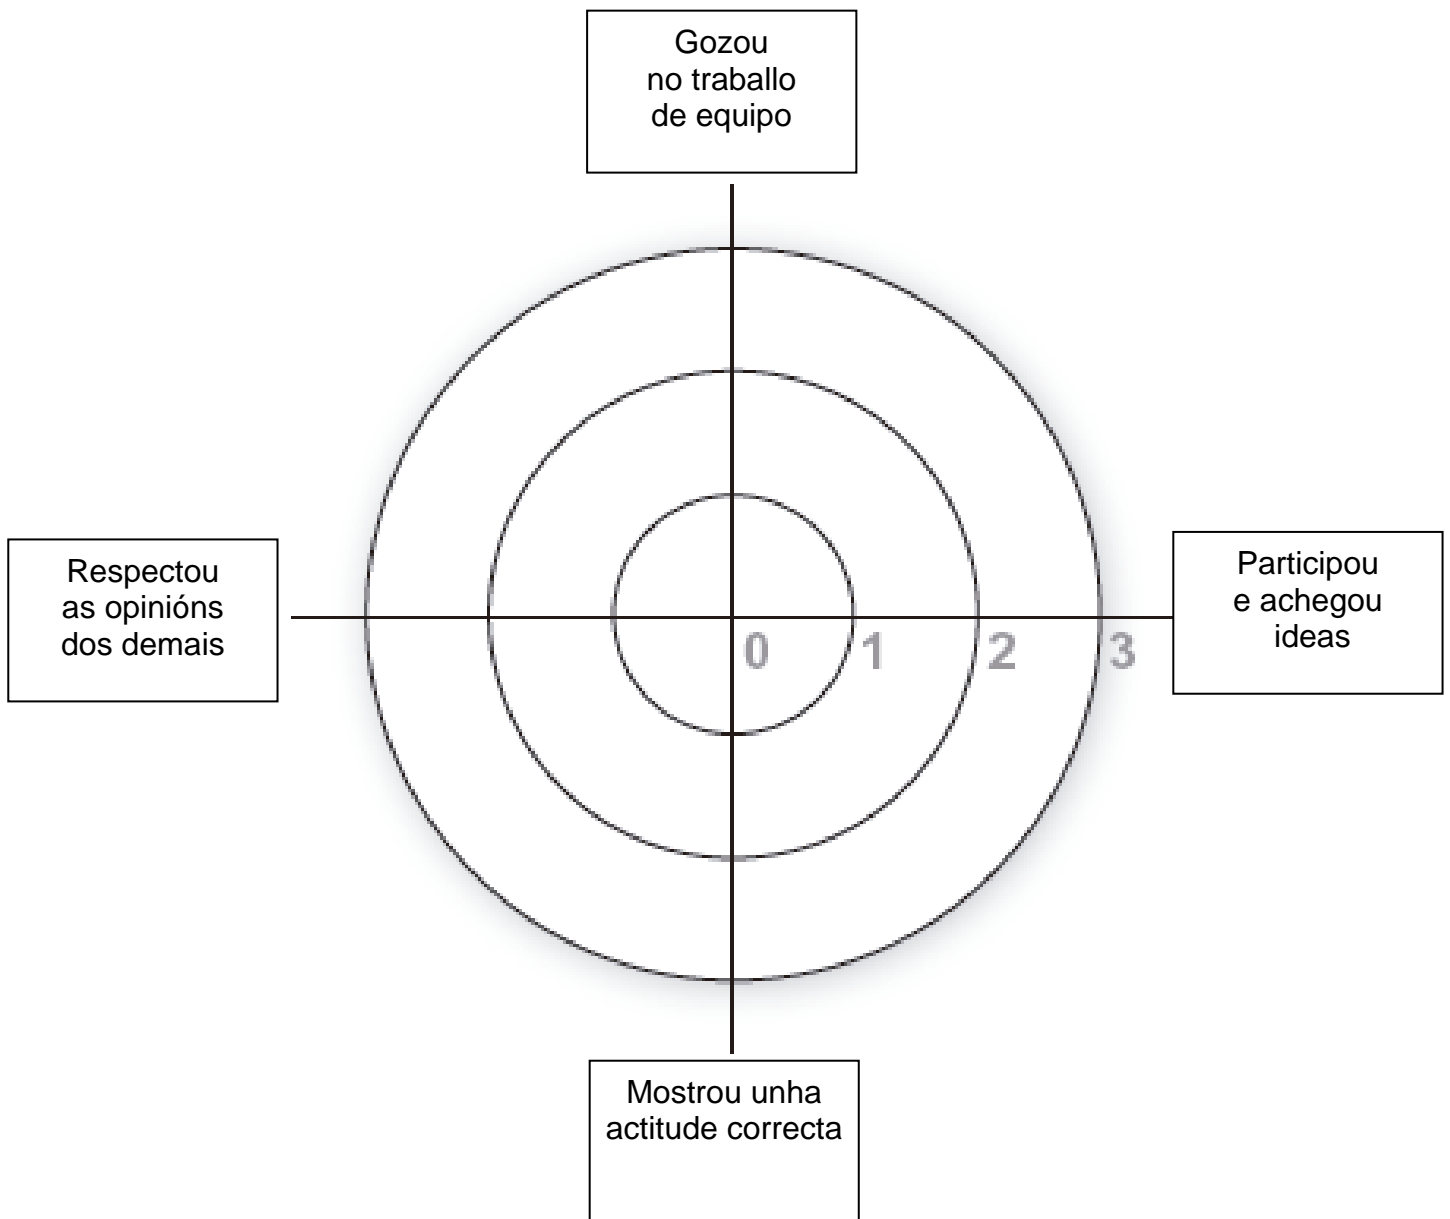 Gozou
no traballo
de equipo
Respectou
as opinións
dos demais
Participou
e achegou
ideas
0 1 2 3
Mostrou unha
actitude correcta